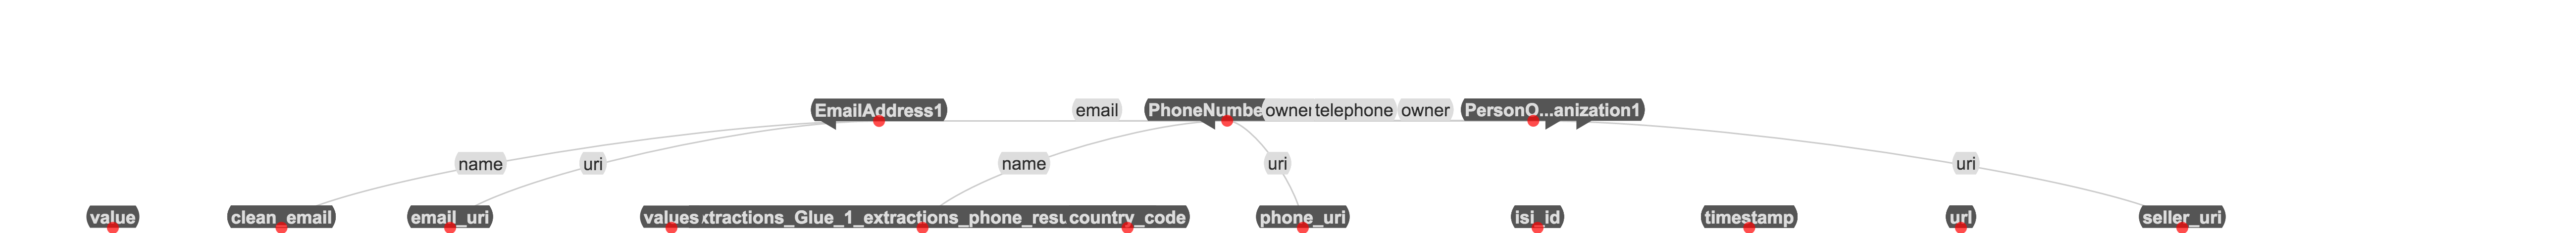 EmailAddress1 email PhoneNumbe owner telephone owner PersonO...anization1
name uri name uri uri
value clean_email email_uri values xtractions_Glue_1_extractions_phone_resu country_code phone_uri isi_id timestamp url seller_uri